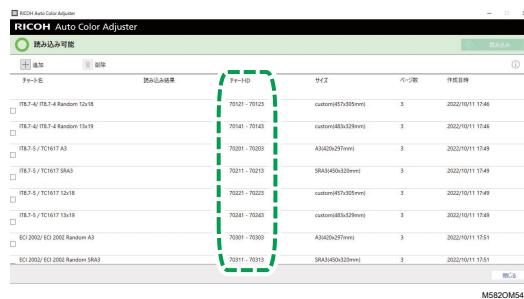 RICOH Auto Color Adjuster
RICOH Auto Color Adjuster
読み込み可能
読み込み
追加 削除
チャート名 読み込み結果 チャートID サイズ ページ数 作成日時
IT8.7-4/ IT8.7-4 Random 12x18 70121 - 70123 custom(457x305mm) 3 2022/10/11 17:46
IT8.7-4/ IT8.7-4 Random 13x19 70141 - 70143 custom(483x329mm) 3 2022/10/11 17:46
IT8.7-5 / TC1617 A3 70201 - 70203 A3(420x297mm) 3 2022/10/11 17:49
IT8.7-5 / TC1617 SRA3 70211 - 70213 SRA3(450x320mm) 3 2022/10/11 17:49
IT8.7-5 / TC1617 12x18 70221 - 70223 custom(457x305mm) 3 2022/10/11 17:49
IT8.7-5 / TC1617 13x19 70241 - 70243 custom(483x329mm) 3 2022/10/11 17:49
ECI 2002/ ECI 2002 Random A3 70301 - 70303 A3(420x297mm) 3 2022/10/11 17:51
ECI 2002/ ECI 2002 Random SRA3 70311 - 70313 SRA3(450x320mm) 3 2022/10/11 17:51
閉じる
M582OM54